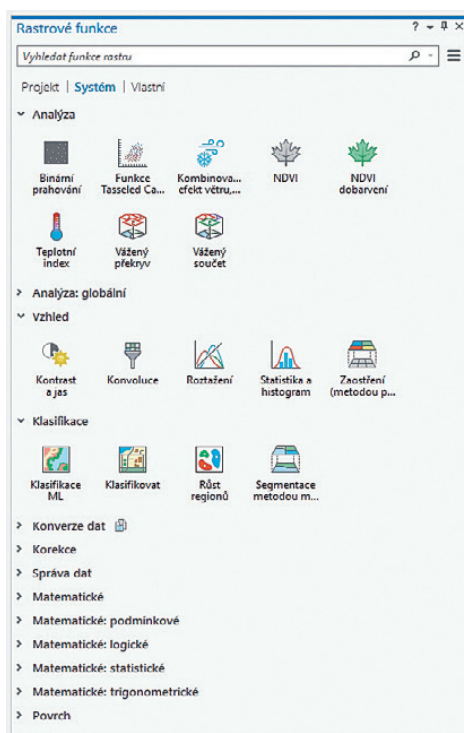 Rastrové funkce
Vyhledat funkce rastru
Projekt | Systém | Vlastní
Analýza
Binární prahování
Funkce Tasseled Ca...
Kombinova... efekt větru,...
NDVI
NDVI dobarvení
Teplotní index
Vážený překryv
Vážený součet
Analýza: globální
Vzhled
Kontrast a jas
Konvoluce
Roztažení
Statistika a histogram
Zaostření (metodou p...
Klasifikace
Klasifikace ML
Klasifikovat
Růst regionů
Segmentace metodou m...
Konverze dat
Korekce
Správa dat
Matematické
Matematické: podmínkové
Matematické: logické
Matematické: statistické
Matematické: trigonometrické
Povrch